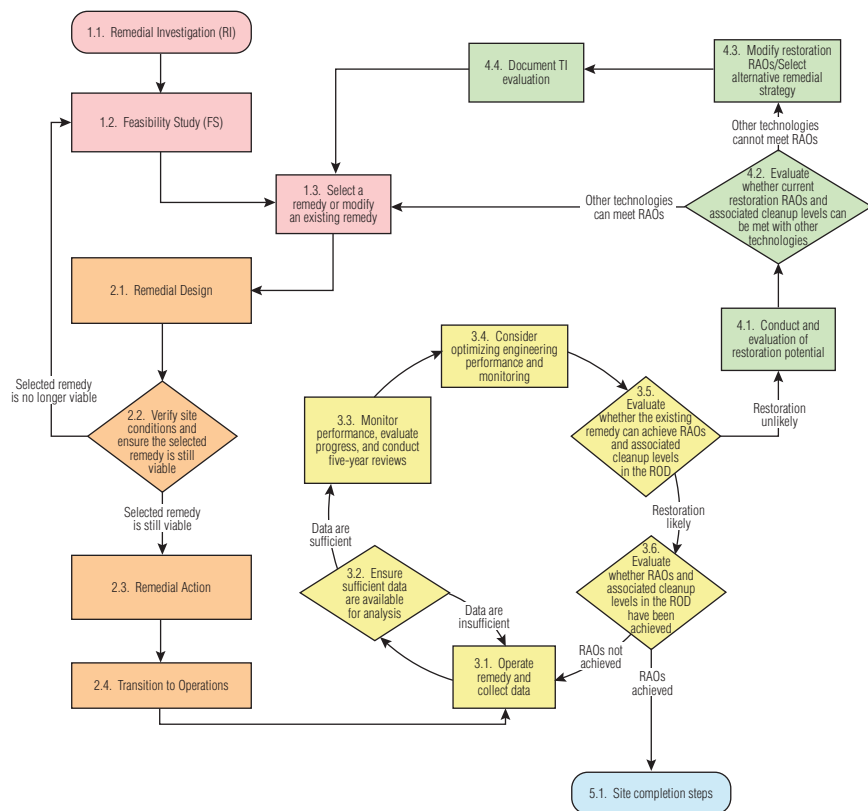 1.1. Remedial Investigation (RI)
1.2. Feasibility Study (FS)
1.3. Select a
remedy or modify
an existing remedy
4.4. Document TI
evaluation
4.3. Modify restoration
RAOs/Select
alternative remedial
strategy
Other technologies
cannot meet RAOs
4.2. Evaluate
whether current
restoration RAOs and
associated cleanup levels can
be met with other
technologies
Other technologies
can meet RAOs
2.1. Remedial Design
4.1. Conduct and
evaluation of
restoration potential
3.4. Consider
optimizing engineering
performance and
monitoring
Selected remedy
is no longer viable
2.2. Verify site
conditions and
ensure the selected
remedy is still
viable
3.3. Monitor
performance, evaluate
progress, and conduct
five-year reviews
3.5.
Evaluate
whether the existing
remedy can achieve RAOs
and associated
cleanup levels
in the ROD
Restoration
unlikely
Selected remedy
is still viable
Data are
sufficient
Restoration
likely
2.3. Remedial Action
3.2. Ensure
sufficient data
are available
for analysis
Data are
insufficient
3.6.
Evaluate
whether RAOs and
associated cleanup
levels in the ROD
have been
achieved
2.4. Transition to Operations
3.1. Operate
remedy and
collect data
RAOs not
achieved
RAOs
achieved
5.1. Site completion steps